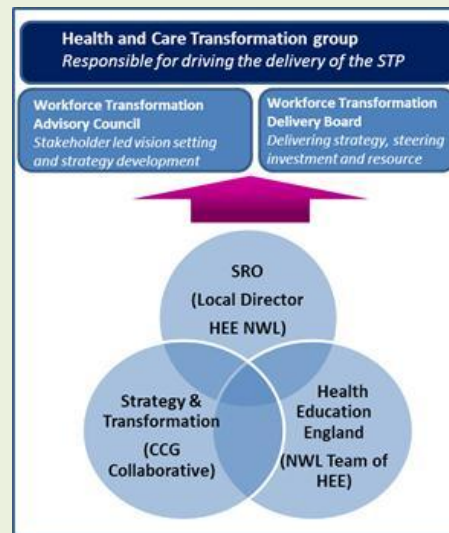 Health and Care Transformation group
Responsible for driving the delivery of the STP
Workforce Transformation
Advisory Council
Stakeholder led vision setting
and strategy development
Workforce Transformation
Delivery Board
Delivering strategy, steering
investment and resource
SRO
(Local Director
HEE NWL)
Strategy &
Transformation
(CCG
Collaborative)
Health
Education
England
(NWL Team of
HEE)